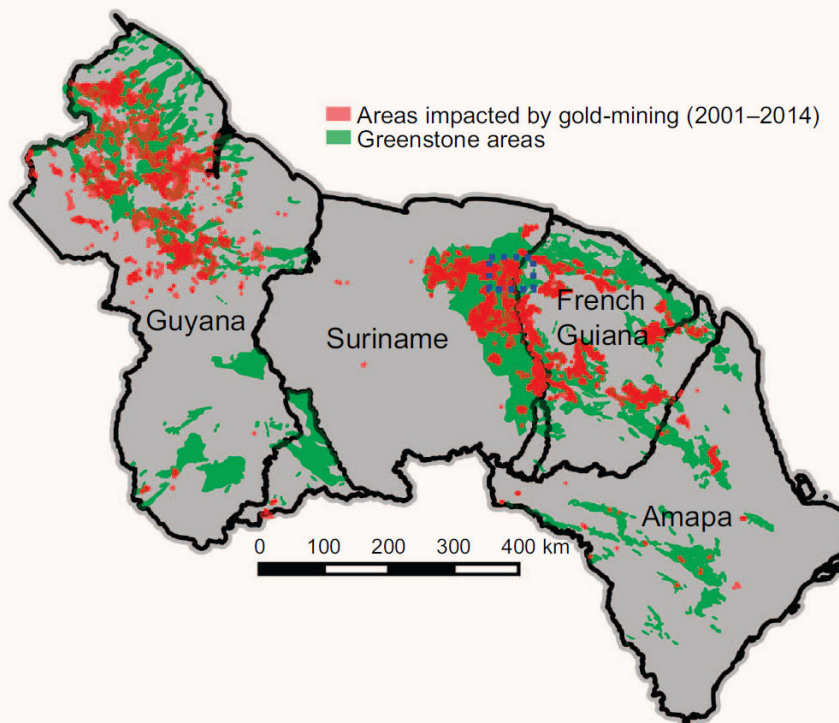 Areas impacted by gold-mining (2001–2014)
Greenstone areas
Guyana
Suriname
French
Guiana
Amapa
0 100 200 300 400 km